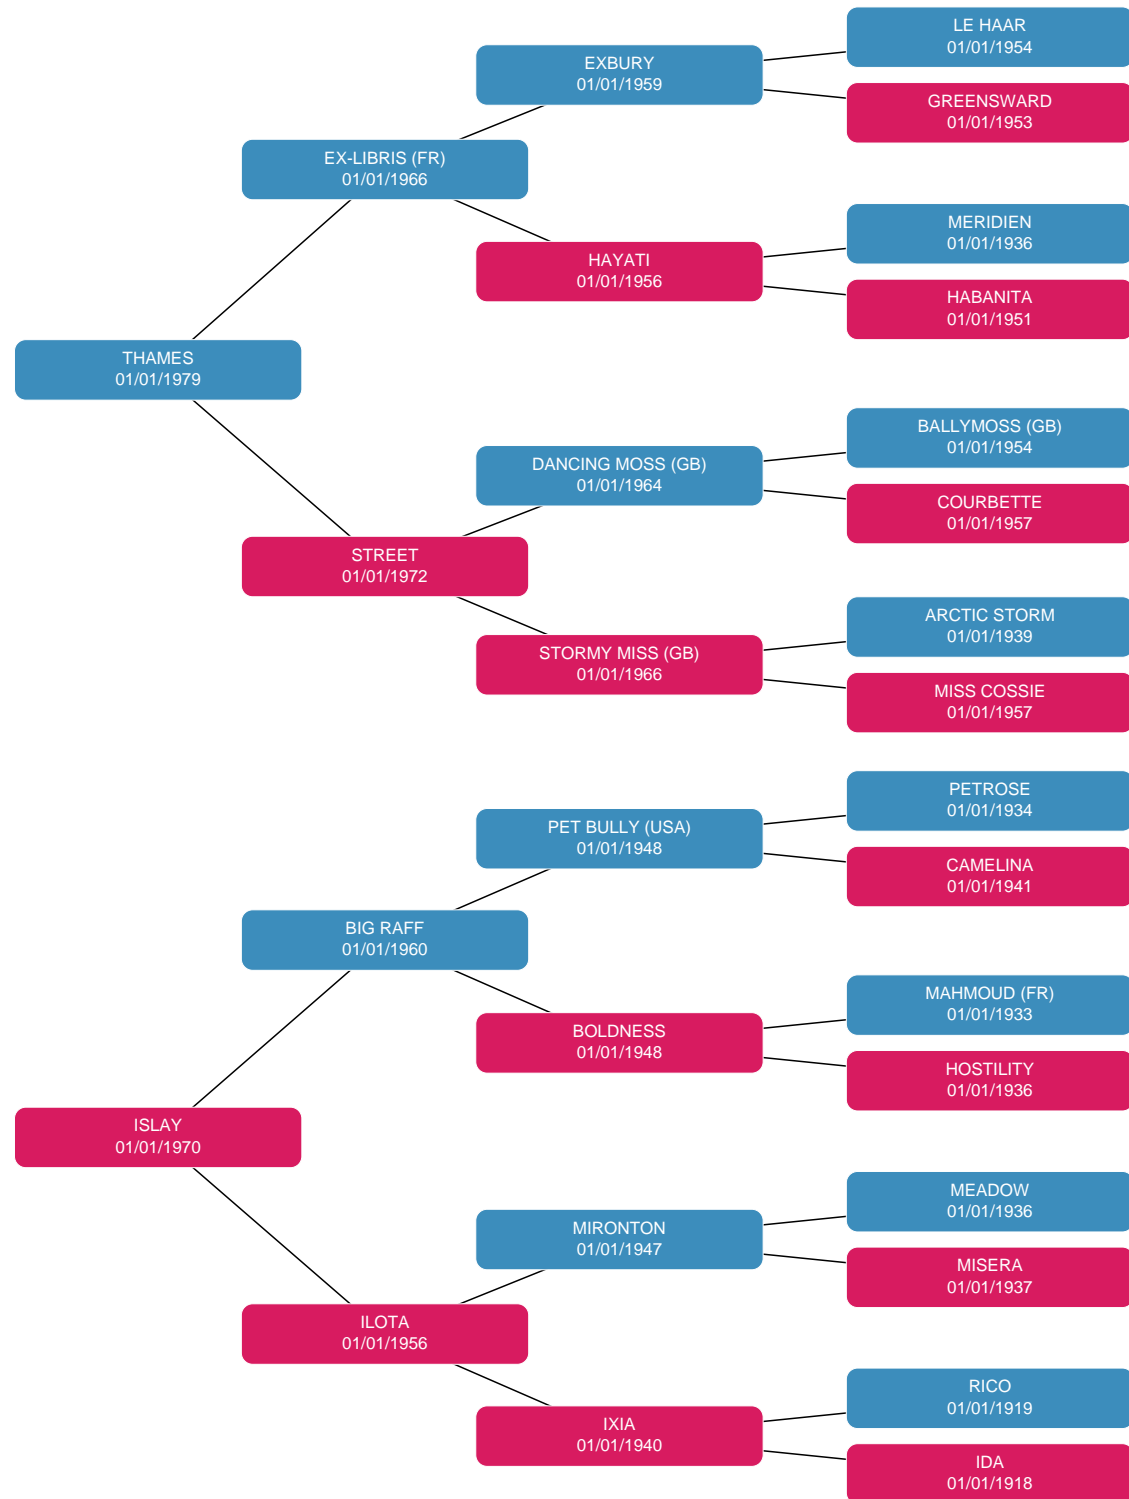 LE HAAR
01/01/1954
EXBURY
01/01/1959
GREENSWARD
01/01/1953
EX-LIBRIS (FR)
01/01/1966
MERIDIEN
01/01/1936
HAYATI
01/01/1956
HABANITA
01/01/1951
THAMES
01/01/1979
BALLYMOSS (GB)
01/01/1954
DANCING MOSS (GB)
01/01/1964
COURBETTE
01/01/1957
STREET
01/01/1972
ARCTIC STORM
01/01/1939
STORMY MISS (GB)
01/01/1966
MISS COSSIE
01/01/1957
PETROSE
01/01/1934
PET BULLY (USA)
01/01/1948
CAMELINA
01/01/1941
BIG RAFF
01/01/1960
MAHMOUD (FR)
01/01/1933
BOLDNESS
01/01/1948
HOSTILITY
01/01/1936
ISLAY
01/01/1970
MEADOW
01/01/1936
MIRONTON
01/01/1947
MISERA
01/01/1937
ILOTA
01/01/1956
RICO
01/01/1919
IXIA
01/01/1940
IDA
01/01/1918